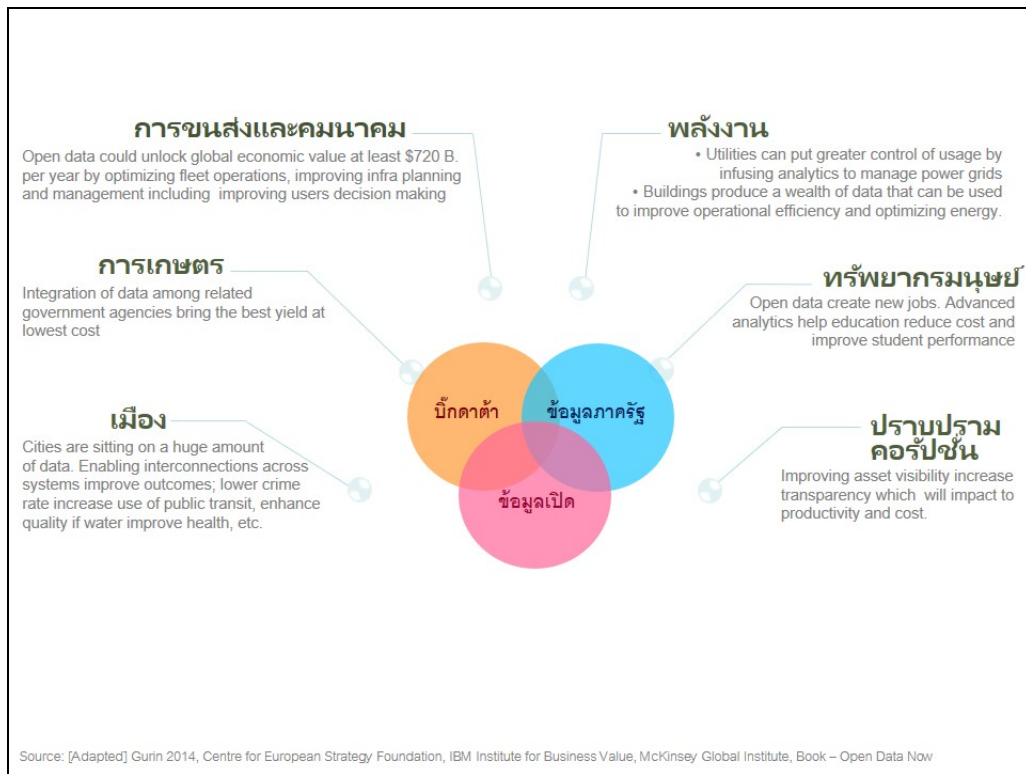 การขนส่งและคมนาคม
Open data could unlock global economic value at least $720 B.
per year by optimizing fleet operations, improving infra planning
and management including improving users decision making
พลังงาน
• Utilities can put greater control of usage by
infusing analytics to manage power grids
• Buildings produce a wealth of data that can be used
to improve operational efficiency and optimizing energy.
การเกษตร
Integration of data among related
government agencies bring the best yield at
lowest cost
ทรัพยากรมนุษย์
Open data create new jobs. Advanced
analytics help education reduce cost and
improve student performance
เมือง
Cities are sitting on a huge amount
of data. Enabling interconnections across
systems improve outcomes; lower crime
rate increase use of public transit, enhance
quality if water improve health, etc.
บิ๊กดาต้า
ข้อมูลภาครัฐ
ข้อมูลเปิด
ปราบปราม
คอรัปชั่น
Improving asset visibility increase
transparency which will impact to
productivity and cost.
Source: [Adapted] Gurin 2014, Centre for European Strategy Foundation, IBM Institute for Business Value, McKinsey Global Institute, Book – Open Data Now